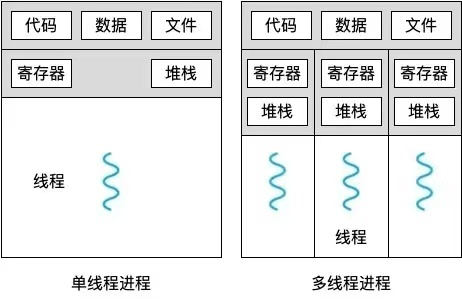 代码 数据 文件
寄存器 堆栈
线程
单线程进程
代码 数据 文件
寄存器 寄存器 寄存器
堆栈 堆栈 堆栈
线程
多线程进程